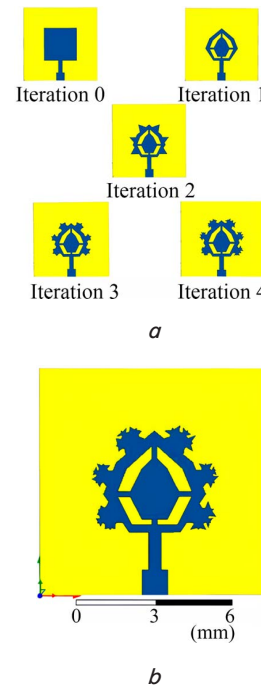 Iteration 0
Iteration 1
Iteration 2
Iteration 3
Iteration 4
a
0 3 6
(mm)
b